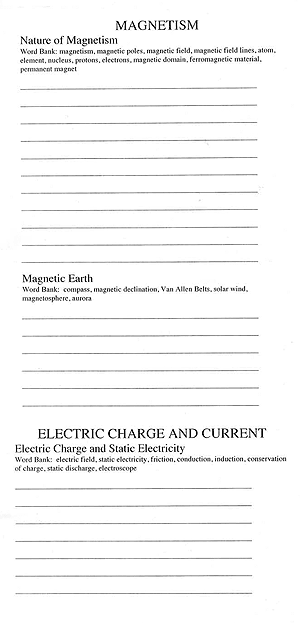 MAGNETISM
Nature of Magnetism
Word Bank: magnetism, magnetic poles, magnetic field, magnetic field lines, atom,
element, nucleus, protons, electrons, magnetic domain, ferromagnetic material,
permanent magnet
Magnetic Earth
Word Bank: compass, magnetic declination, Van Allen Belts, solar wind,
magnetosphere, aurora
ELECTRIC CHARGE AND CURRENT
Electric Charge and Static Electricity
Word Bank: electric field, static electricity, friction, conduction, induction, conservation
of charge, static discharge, electroscope